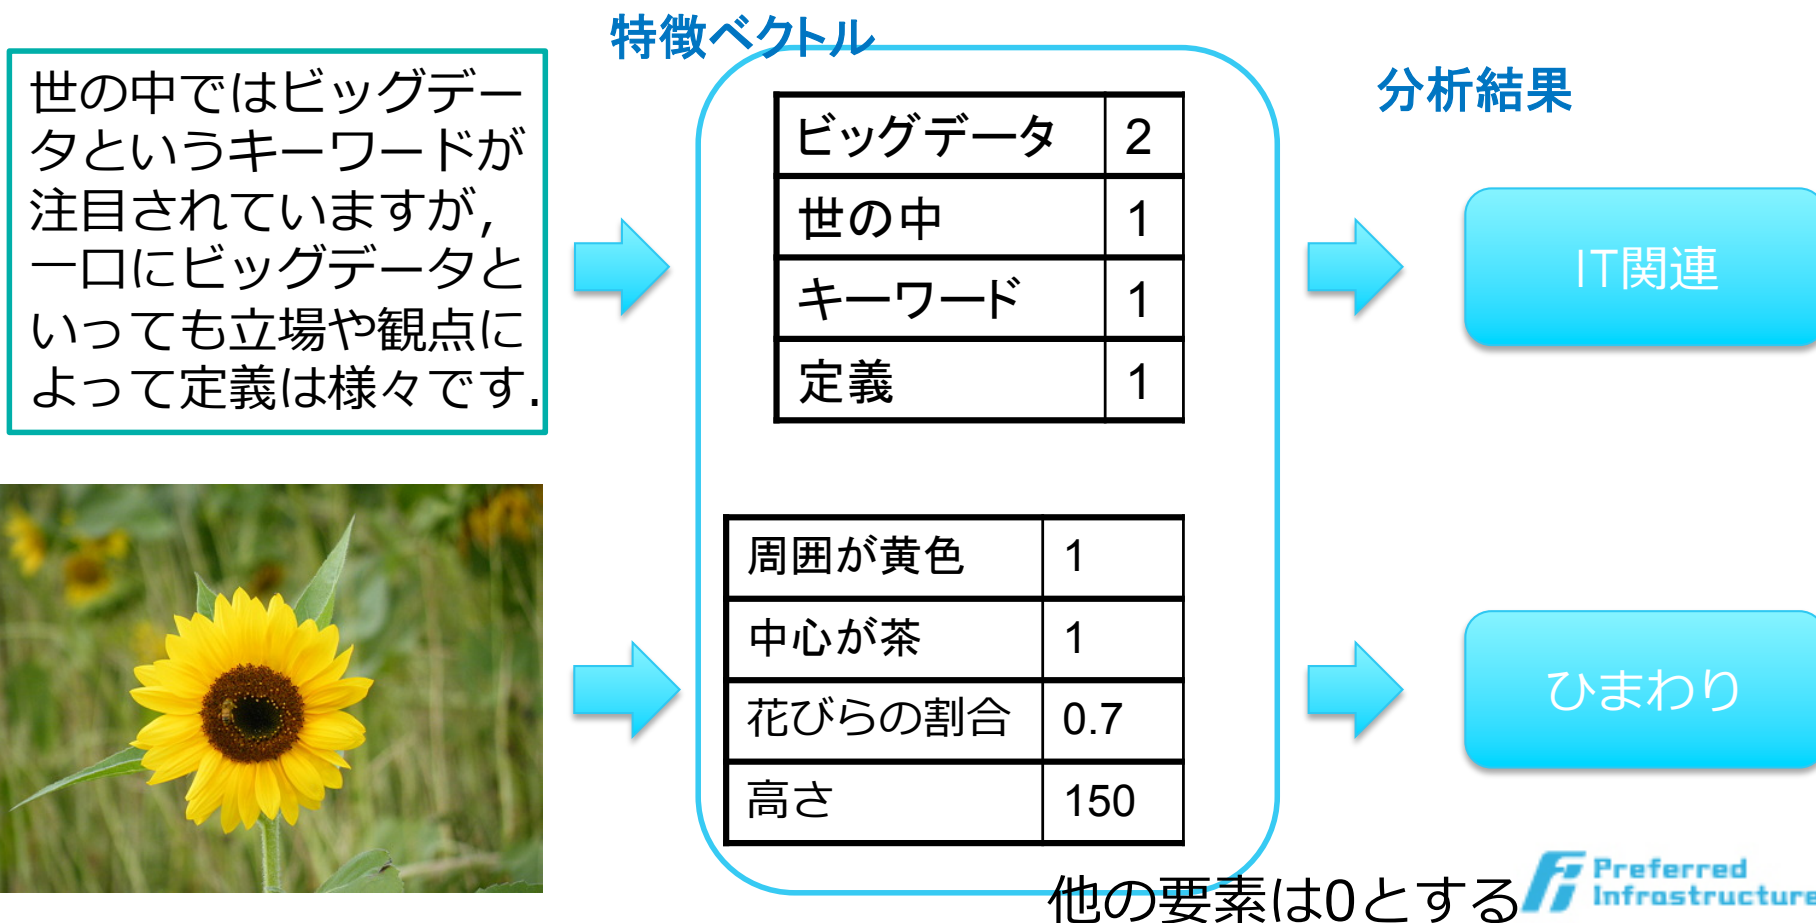 特徴ベクトル
分析結果
世の中ではビッグデー
タというキーワードが
注目されていますが,
一口にビッグデータと
いっても立場や観点に
よって定義は様々です.
ビッグデータ 2
世の中 1
キーワード 1
定義 1
IT関連
周囲が黄色 1
中心が茶 1
花びらの割合 0.7
高さ 150
ひまわり
他の要素は0とする
Preferred
Infrastructure